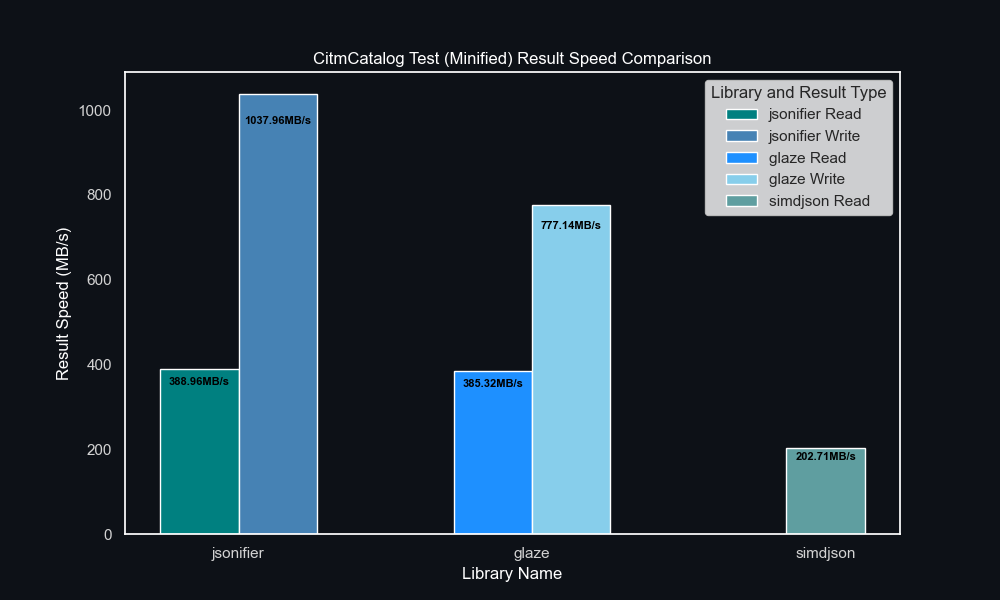 CitmCatalog Test (Minified) Result Speed Comparison
Library and Result Type
jsonifier Read
jsonifier Write
glaze Read
glaze Write
simdjson Read
Result Speed (MB/s)
1000
800
600
400
200
0
1037.96MB/s
388.96MB/s
777.14MB/s
385.32MB/s
202.71MB/s
jsonifier
glaze
simdjson
Library Name